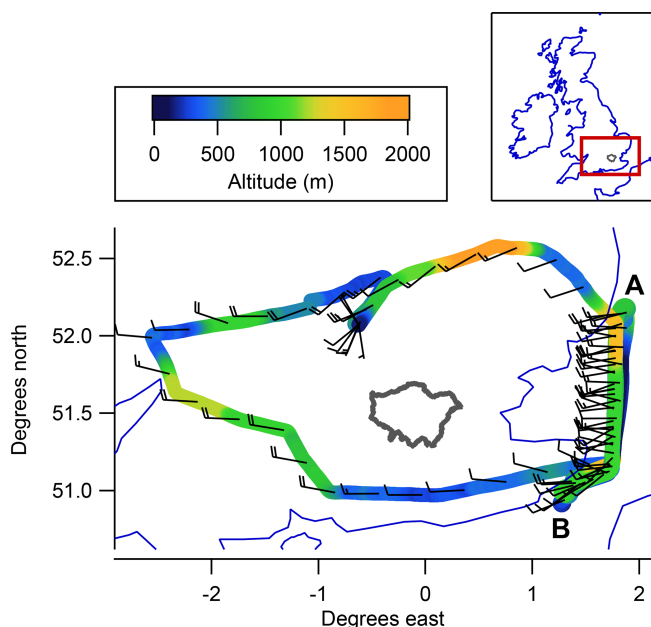 0 500 1000 1500 2000
Altitude (m)
52.5
52.0
51.5
51.0
Degrees north
A
B
-2 -1 0 1 2
Degrees east